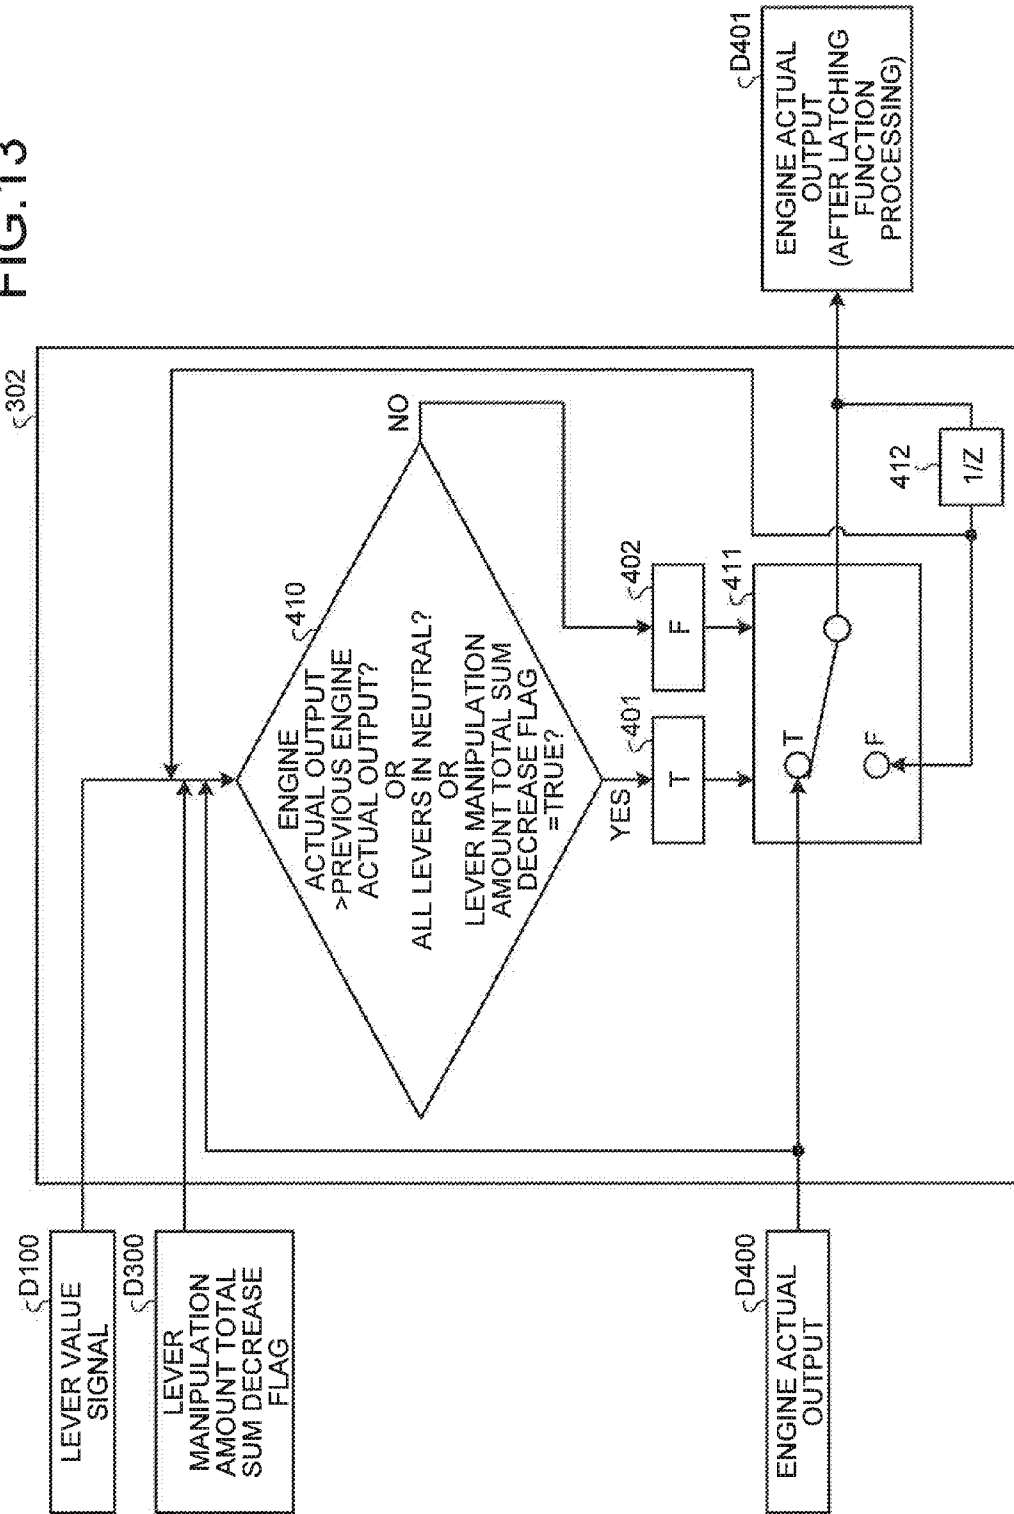 FIG.13
302
D100
LEVER VALUE
SIGNAL
D300
LEVER
MANIPULATION
AMOUNT TOTAL
SUM DECREASE
FLAG
410
ENGINE
ACTUAL OUTPUT
>PREVIOUS ENGINE
ACTUAL OUTPUT?
OR
ALL LEVERS IN NEUTRAL?
OR
LEVER MANIPULATION
AMOUNT TOTAL SUM
DECREASE FLAG
=TRUE?
NO
YES
401
T
402
F
411
T
F
412
1/Z
D400
ENGINE ACTUAL
OUTPUT
D401
ENGINE ACTUAL
OUTPUT
(AFTER LATCHING
FUNCTION
PROCESSING)